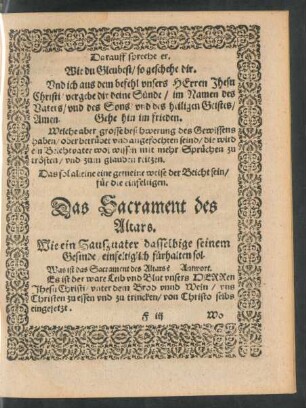 Darauff spreche er.
Wie du Gleubest/ so geschehe dir.
Vnd ich aus dem befehl vnsers HErren Jhesu
Christi vergebe dir deine Sünde/ im Namen des
Vaters/ vnd des Sons vnd des heiligen Geistes/
Amen. Gehe hin im frieden.
Welche aber grosse beschwerung des Gewissens
haben/ oder betrübet vnd angefochten seind/ die wird
ein Beichtvater wol wissen mit mehr Sprüchen zu
trösten/ vnd zum glauben reitzen.
Das sol alleine eine gemeine weise der Beicht sein/
für die einfeltigen.
Das Sacrament des
Altars.
Wie ein Hausvater dasselbige seinem
Gesinde einfeltiglich fürhalten sol.
Was ist das Sacrament des Altars? Antwort.
Es ist der ware Leib vnd Blut vnsers HERRen
Jhesu Christi/ vnter dem Brod vnnd Wein/ vns
Christen zu essen vnd zu trincken/ von Christo selbs
eingesetzt.
F iij Wo